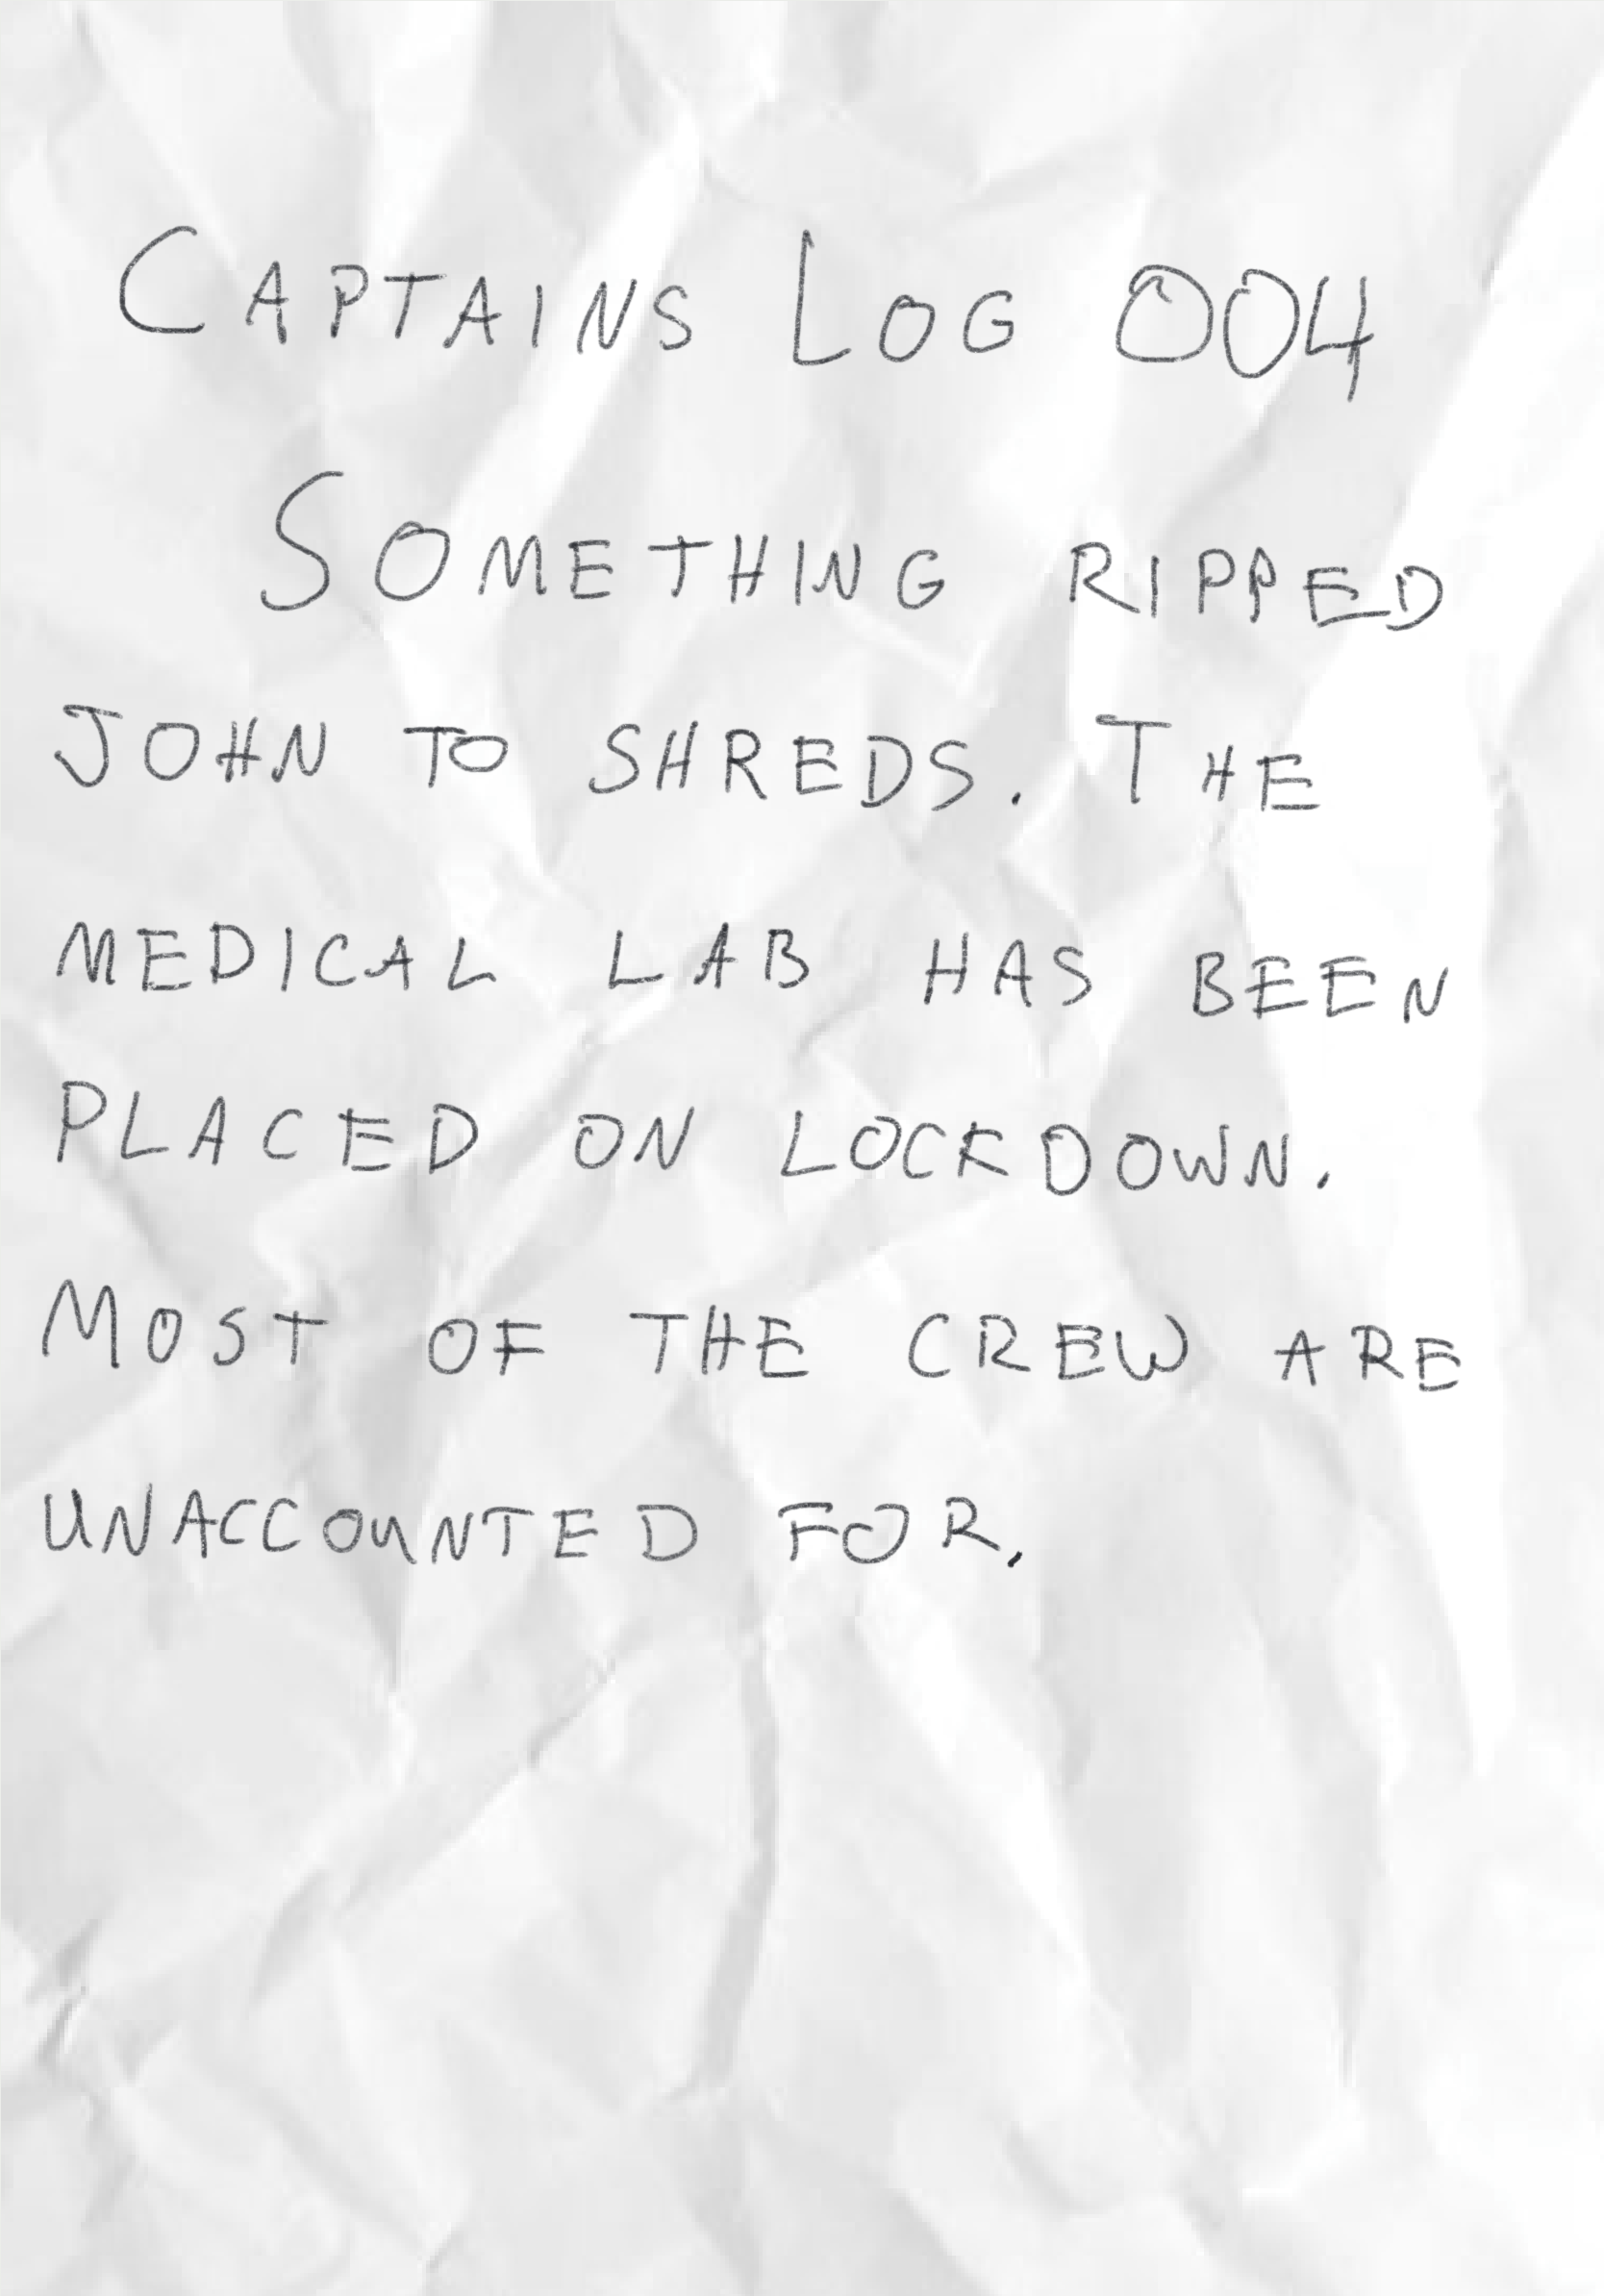 CAPTAINS LOG 004
SOMETHING RIPPED
JOHN TO SHREDS. THE
MEDICAL LAB HAS BEEN
PLACED ON LOCKDOWN.
MOST OF THE CREW ARE
UNACCOUNTED FOR.